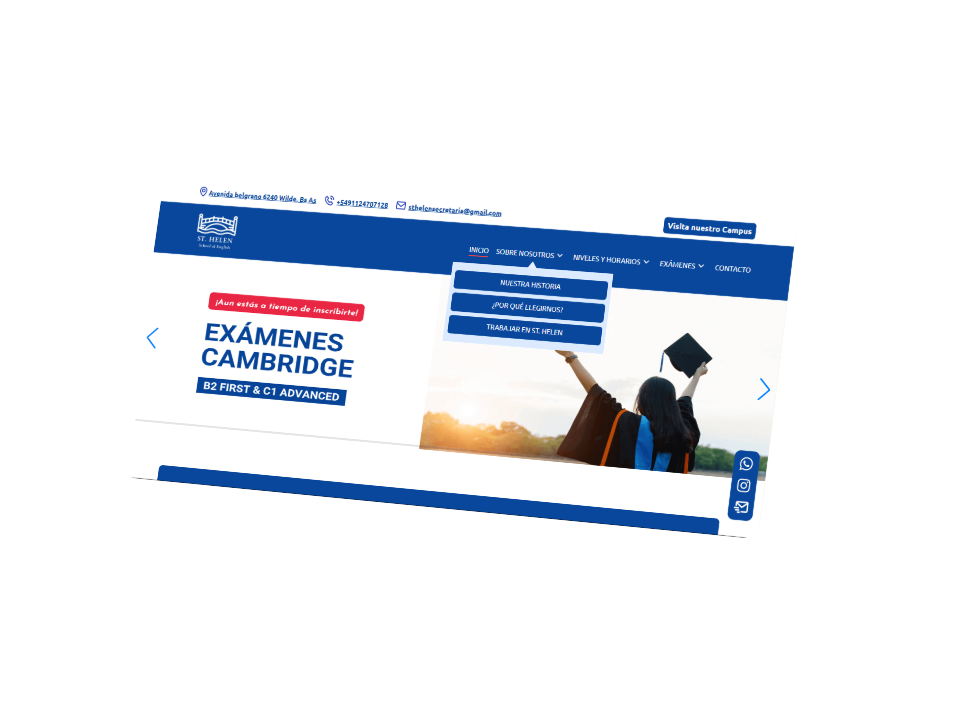 Avenida belgrano 6240 Wilde, Bs As
+5491124707128
sthelensecretaria@gmail.com
Visita nuestro Campus
ST. HELEN
School of English
INICIO
SOBRE NOSOTROS
NIVELES Y HORARIOS
EXÁMENES
CONTACTO
NUESTRA HISTORIA
¿POR QUÉ LLEGIRNOS?
TRABAJAR EN ST. HELEN
¡Aun estás a tiempo de inscribirte!
EXÁMENES
CAMBRIDGE
B2 FIRST & C1 ADVANCED